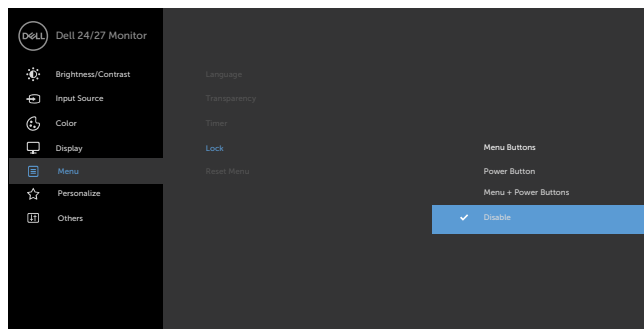 DELL Dell 24/27 Monitor
Brightness/Contrast
Input Source
Color
Display
Menu
Personalize
Others
Language
Transparency
Timer
Lock
Reset Menu
Menu Buttons
Power Button
Menu + Power Buttons
Disable